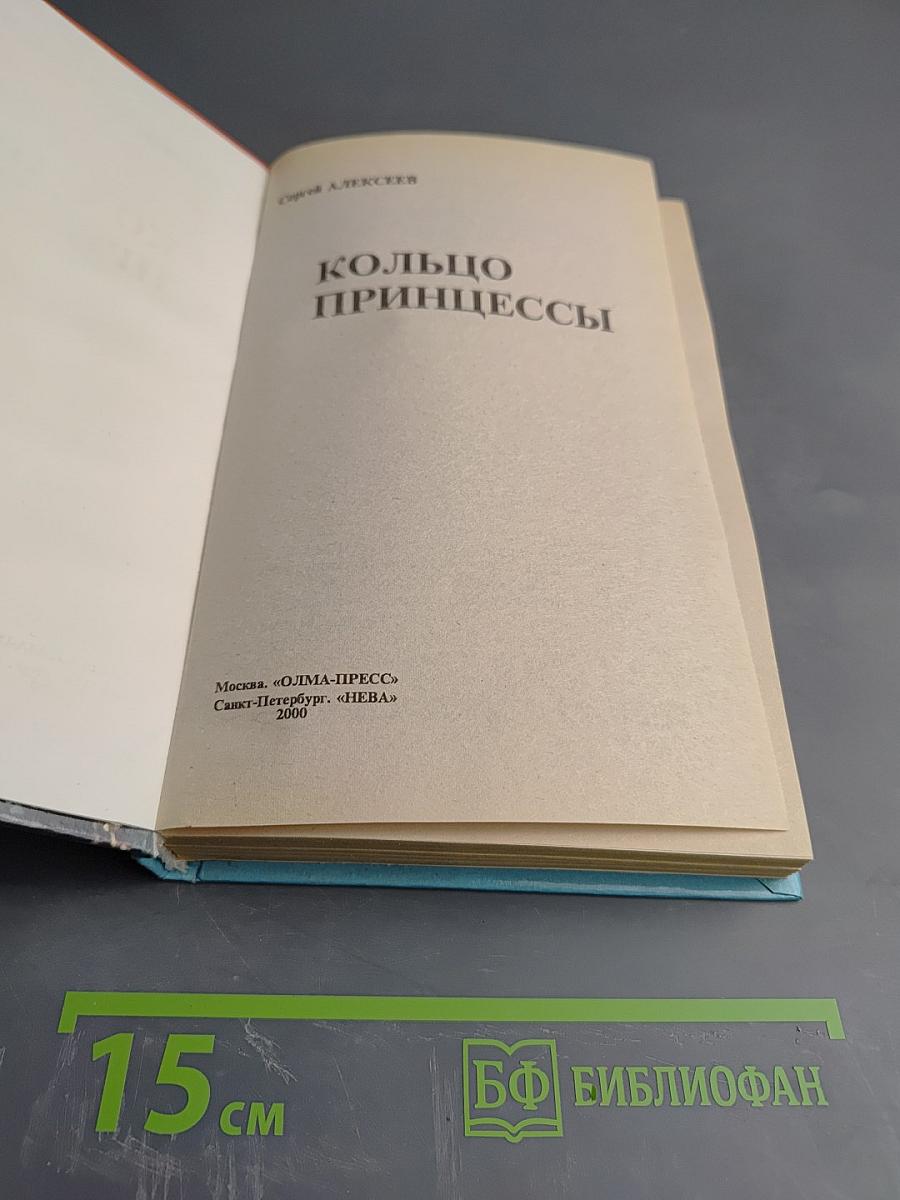 Сергей АЛЕКСЕЕВ
КОЛЬЦО
ПРИНЦЕССЫ
Москва. «ОЛМА-ПРЕСС»
Санкт-Петербург. «НЕВА»
2000
15 см
БФ БИБЛИОФАН